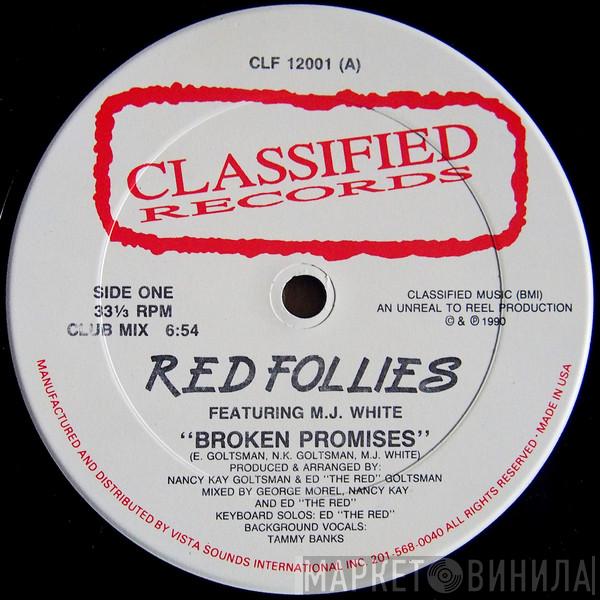 CLF 12001 (A)
CLASSIFIED
RECORDS
SIDE ONE
33⅓ RPM
CLUB MIX 6:54
CLASSIFIED MUSIC (BMI)
AN UNREAL TO REEL PRODUCTION
© & ℗ 1990
RED FOLLIES
FEATURING M.J. WHITE
"BROKEN PROMISES"
(E. GOLTSMAN, N.K. GOLTSMAN, M.J. WHITE)
PRODUCED & ARRANGED BY:
NANCY KAY GOLTSMAN & ED "THE RED" GOLTSMAN
MIXED BY GEORGE MOREL, NANCY KAY
AND ED "THE RED"
KEYBOARD SOLOS: ED "THE RED"
BACKGROUND VOCALS:
TAMMY BANKS
MANUFACTURED AND DISTRIBUTED BY VISTA SOUNDS INTERNATIONAL INC. 201-568-0040 ALL RIGHTS RESERVED • MADE IN USA
МАРКЕТ ВИНИЛА